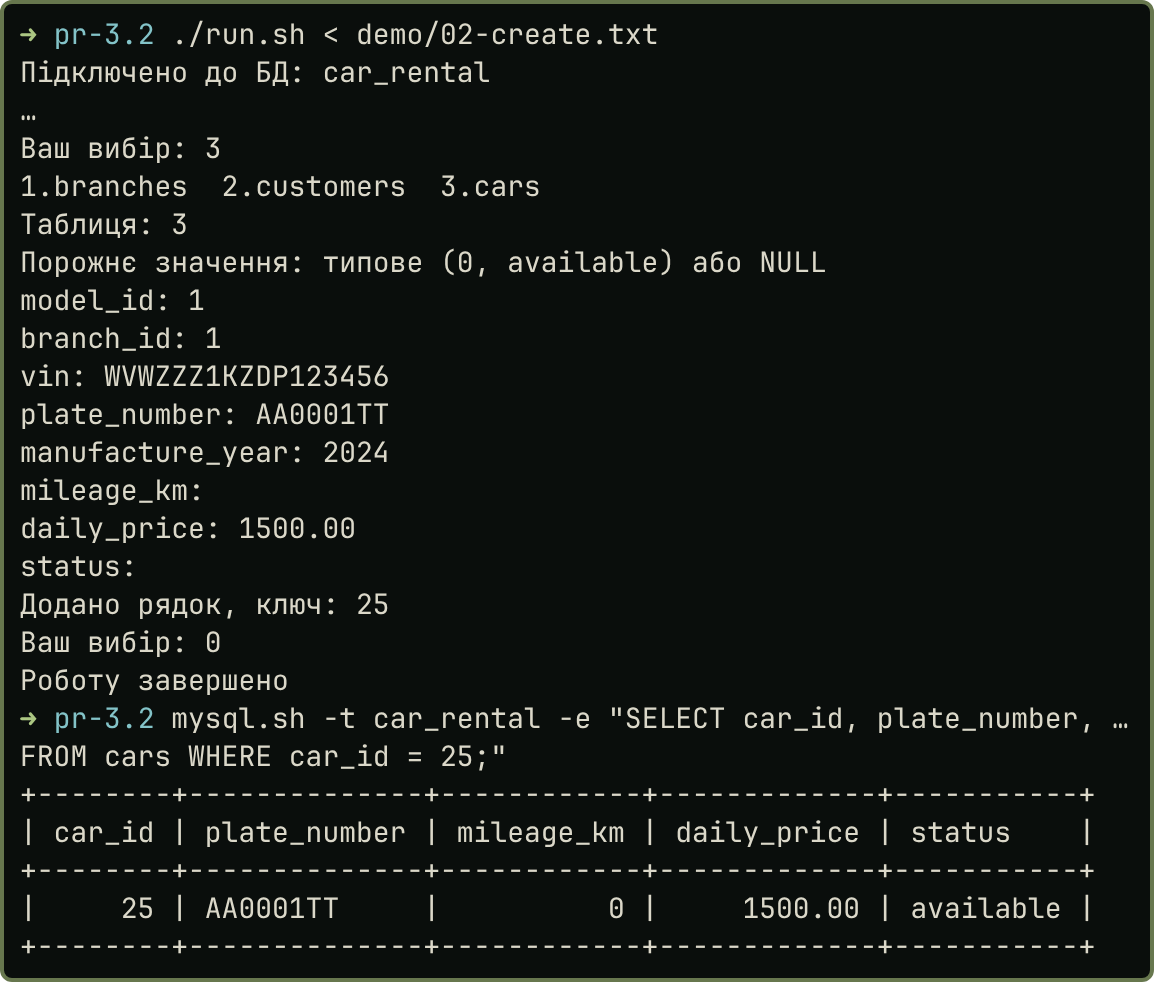 ➜ pr-3.2 ./run.sh < demo/02-create.txt
Підключено до БД: car_rental
…
Ваш вибір: 3
1.branches  2.customers  3.cars
Таблиця: 3
Порожнє значення: типове (0, available) або NULL
model_id: 1
branch_id: 1
vin: WVWZZZ1KZDP123456
plate_number: AA0001TT
manufacture_year: 2024
mileage_km:
daily_price: 1500.00
status:
Додано рядок, ключ: 25
Ваш вибір: 0
Роботу завершено
➜ pr-3.2 mysql.sh -t car_rental -e "SELECT car_id, plate_number, …
FROM cars WHERE car_id = 25;"
+--------+--------------+------------+-------------+-----------+
| car_id | plate_number | mileage_km | daily_price | status    |
+--------+--------------+------------+-------------+-----------+
|     25 | AA0001TT     |          0 |     1500.00 | available |
+--------+--------------+------------+-------------+-----------+